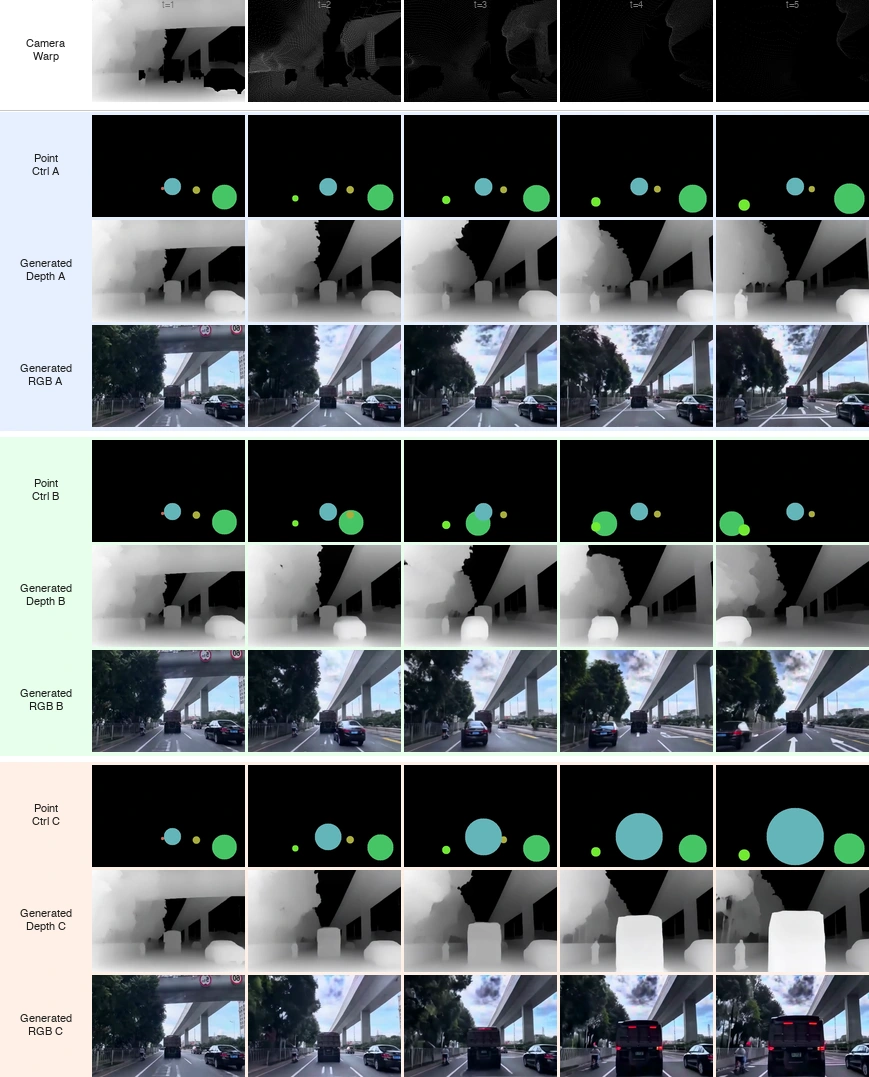 t=1
t=2
t=3
t=4
t=5
Camera
Warp
Point
Ctrl A
Generated
Depth A
Generated
RGB A
Point
Ctrl B
Generated
Depth B
Generated
RGB B
Point
Ctrl C
Generated
Depth C
Generated
RGB C